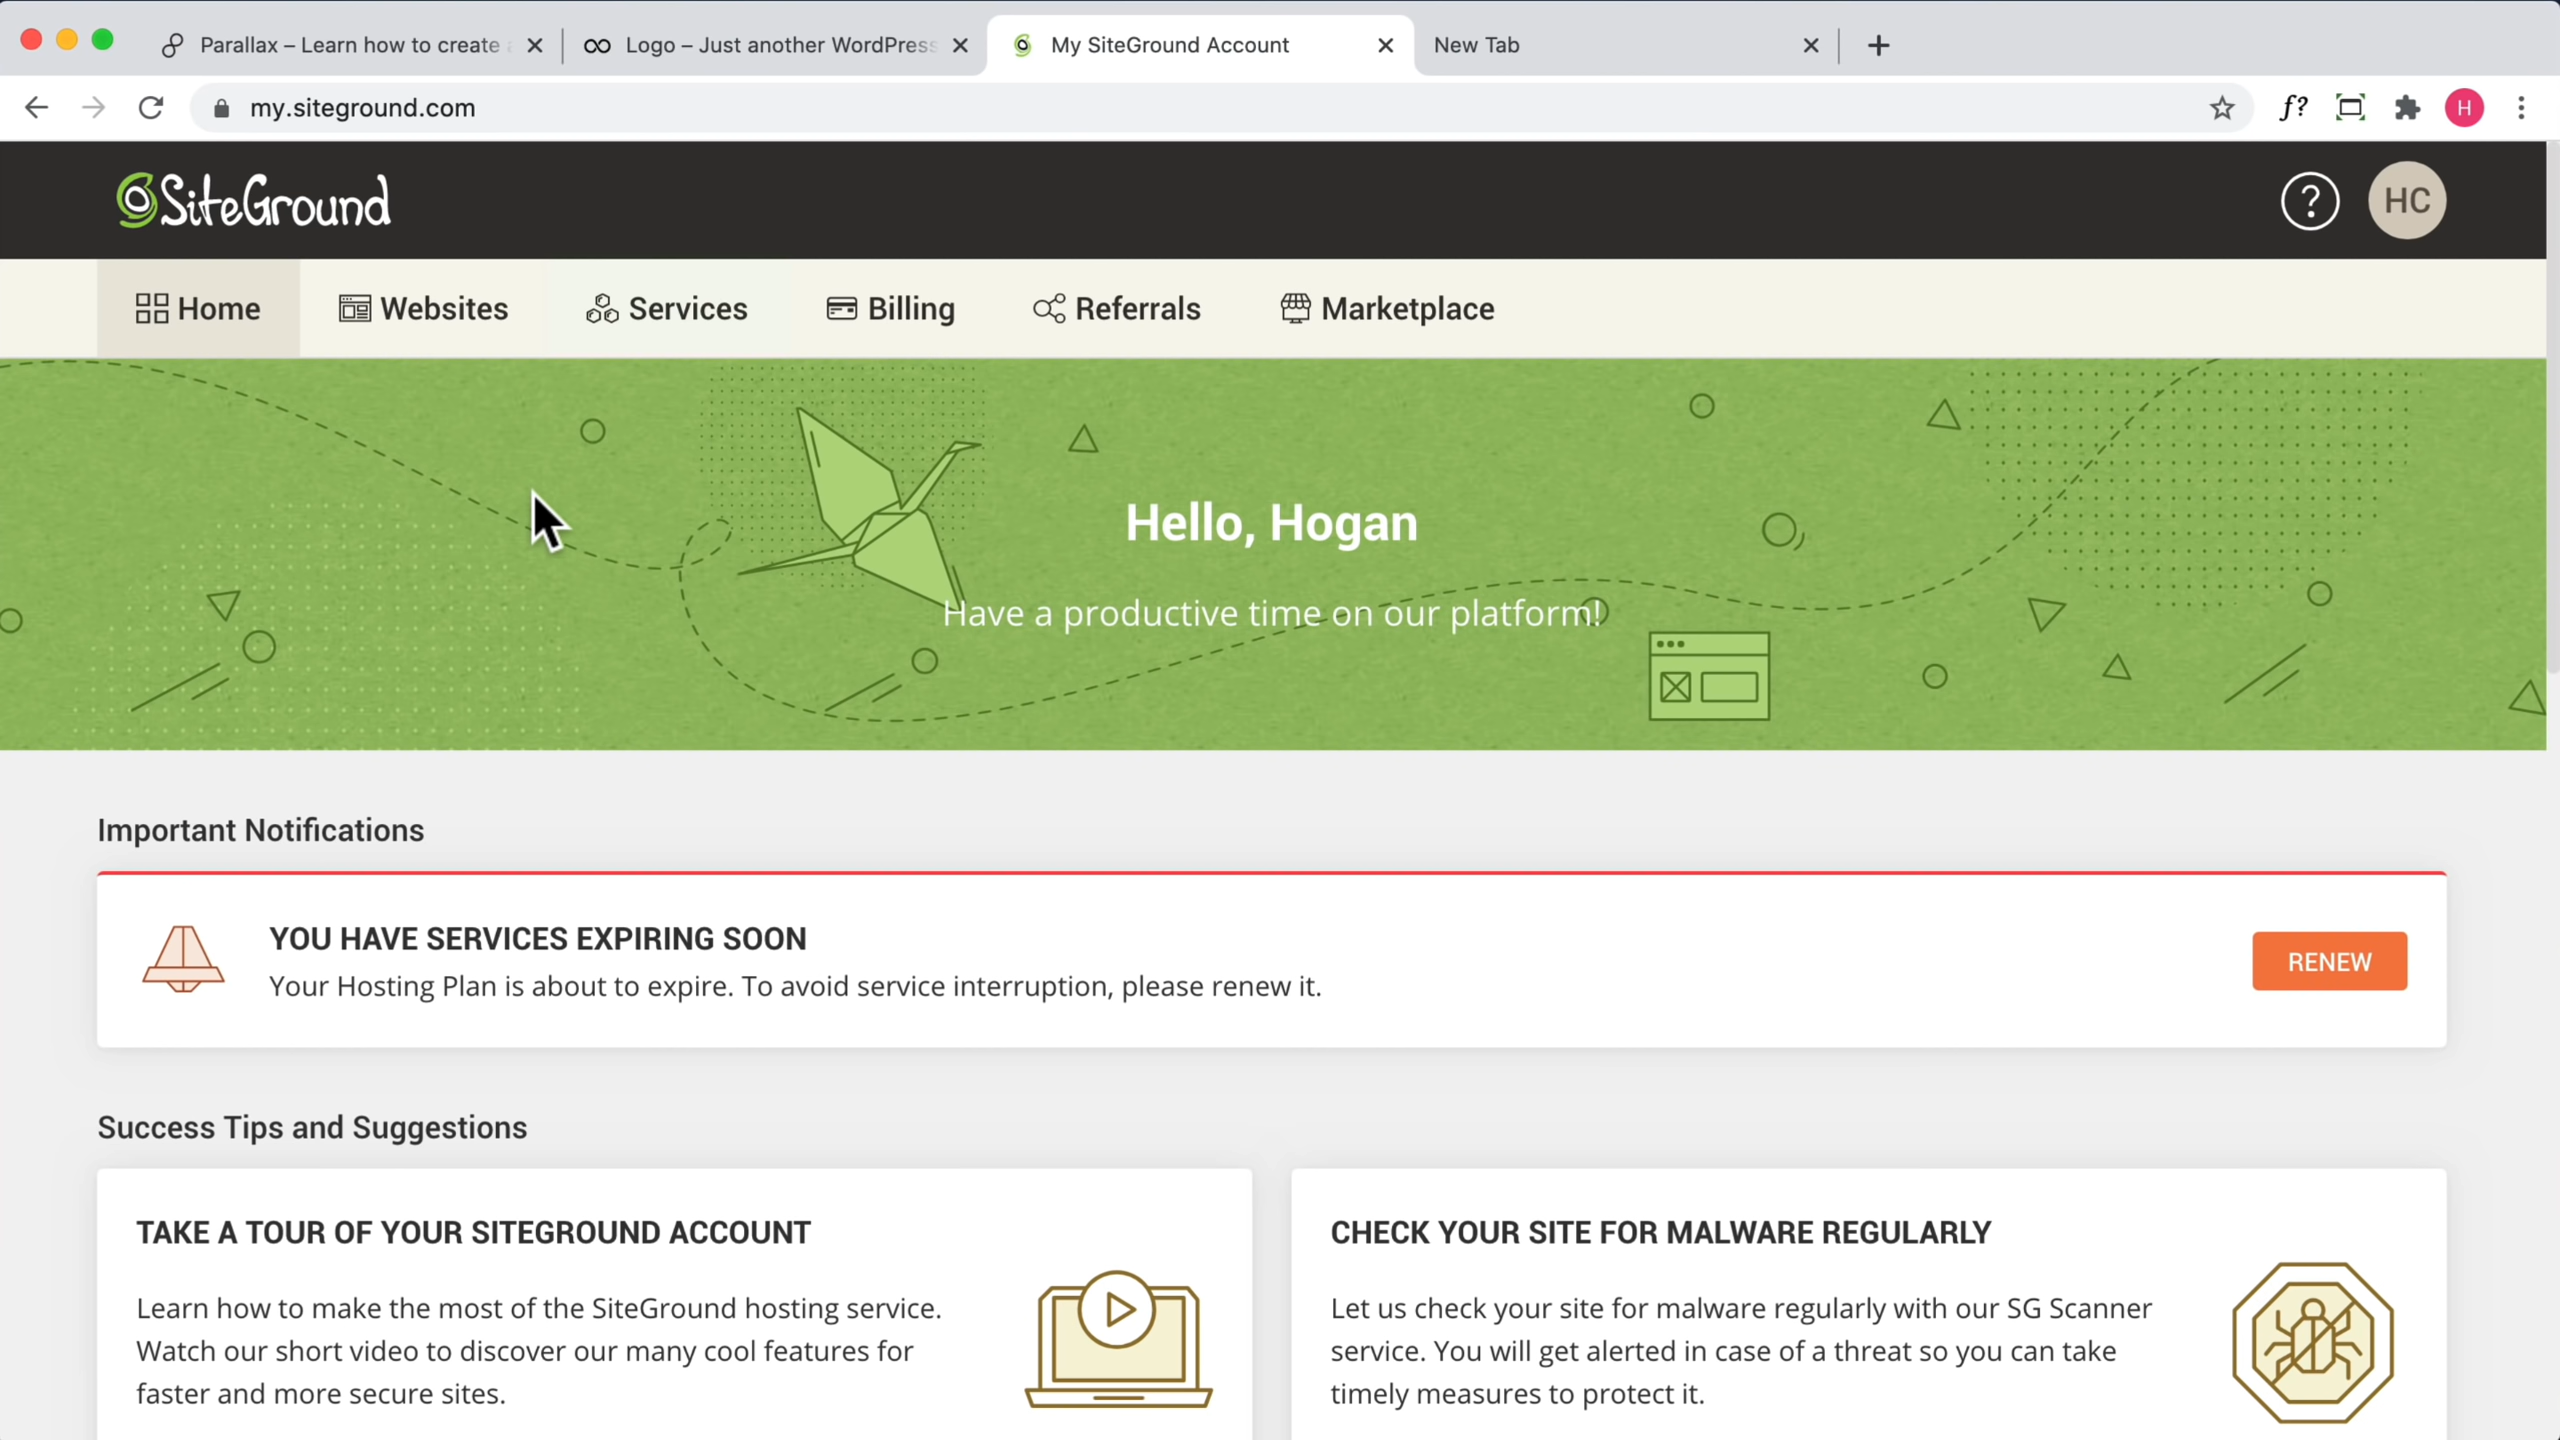 Parallax – Learn how to create
Logo – Just another WordPress
My SiteGround Account
New Tab
my.siteground.com
f?
H
SiteGround
?
HC
Home
Websites
Services
Billing
Referrals
Marketplace
Hello, Hogan
Have a productive time on our platform!
Important Notifications
YOU HAVE SERVICES EXPIRING SOON
Your Hosting Plan is about to expire. To avoid service interruption, please renew it.
RENEW
Success Tips and Suggestions
TAKE A TOUR OF YOUR SITEGROUND ACCOUNT
Learn how to make the most of the SiteGround hosting service.
Watch our short video to discover our many cool features for
faster and more secure sites.
CHECK YOUR SITE FOR MALWARE REGULARLY
Let us check your site for malware regularly with our SG Scanner
service. You will get alerted in case of a threat so you can take
timely measures to protect it.